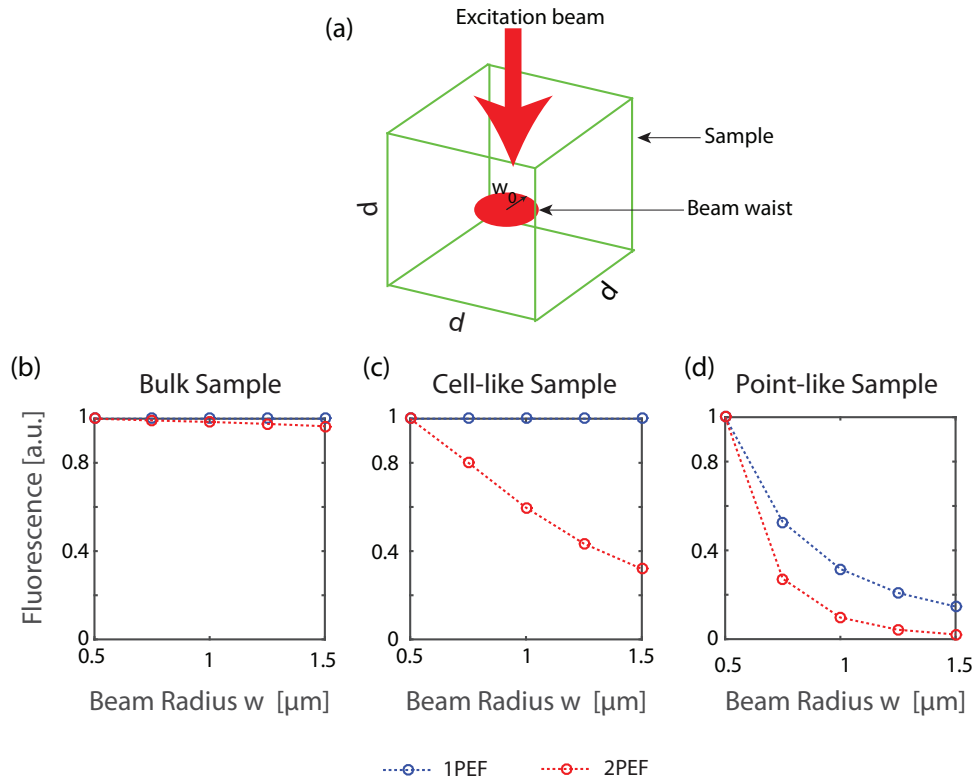 (a)
Excitation beam
Sample
w0
Beam waist
d
d
d
(b)
Bulk Sample
(c)
Cell-like Sample
(d)
Point-like Sample
Fluorescence [a.u.]
1
0.8
0.4
0
0.5
1
1.5
Beam Radius w [µm]
1
0.8
0.4
0
0.5
1
1.5
Beam Radius w [µm]
1
0.8
0.4
0
0.5
1
1.5
Beam Radius w [µm]
1PEF
2PEF